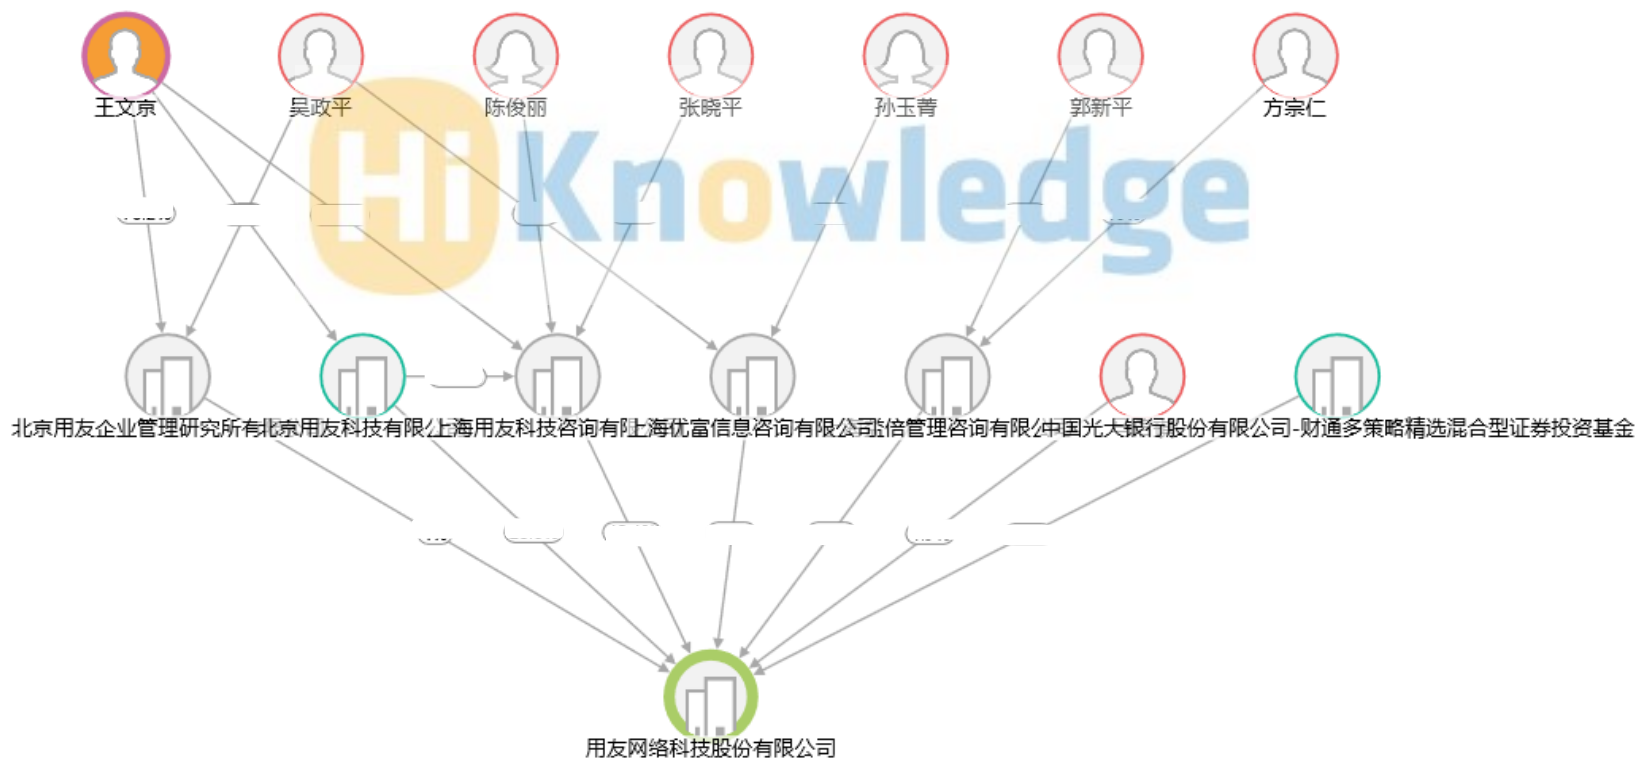 王文京
吴政平
陈俊丽
张晓平
孙玉菁
郭新平
方宗仁
Hi Knowledge
北京用友企业管理研究所有
北京用友科技有限公
上海用友科技咨询有限
上海优富信息咨询有限公司
倍管理咨询有限公
中国光大银行股份有限公司-财通多策略精选混合型证券投资基金
用友网络科技股份有限公司